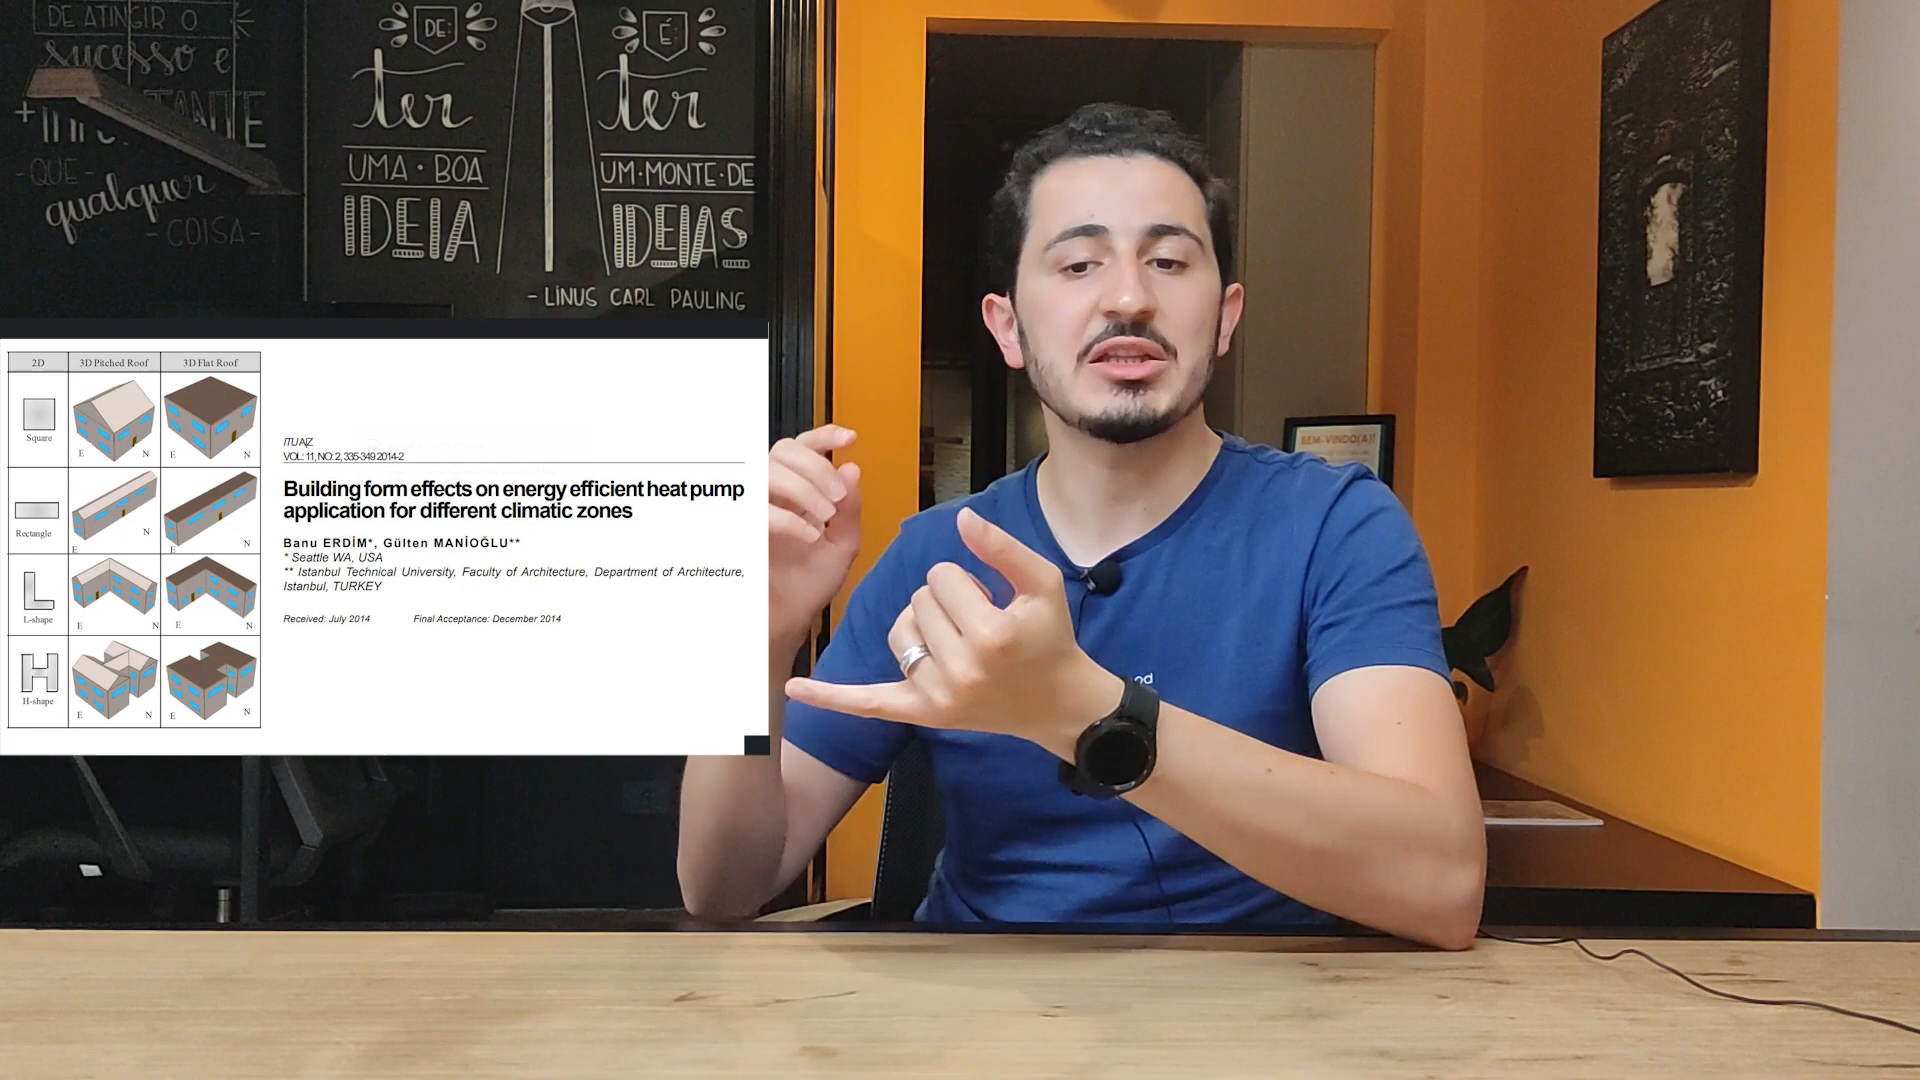 DE ATINGIR O
sucesso é
+ IMPORTANTE
- QUE -
qualquer
- COISA -
DE:
ter
UMA · BOA
IDEIA
É:
ter
UM · MONTE · DE
IDEIAS
- LINUS CARL PAULING
BEM-VINDO(A)!
2D
3D Pitched Roof
3D Flat Roof
Square
E
N
E
N
Rectangle
E
N
E
N
L-shape
E
N
E
N
H-shape
E
N
E
N
ITU A|Z
VOL: 11, NO: 2, 335-349 2014-2
Building form effects on energy efficient heat pump
application for different climatic zones
Banu ERDİM*, Gülten MANİOĞLU**
* Seattle WA, USA
** Istanbul Technical University, Faculty of Architecture, Department of Architecture,
Istanbul, TURKEY
Received: July 2014 Final Acceptance: December 2014